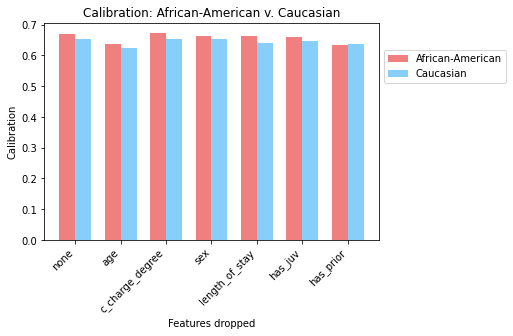 Calibration: African-American v. Caucasian
0.7
0.6
0.5
0.4
0.3
0.2
0.1
0.0
Calibration
none
age
c_charge_degree
sex
length_of_stay
has_juv
has_prior
Features dropped
African-American
Caucasian